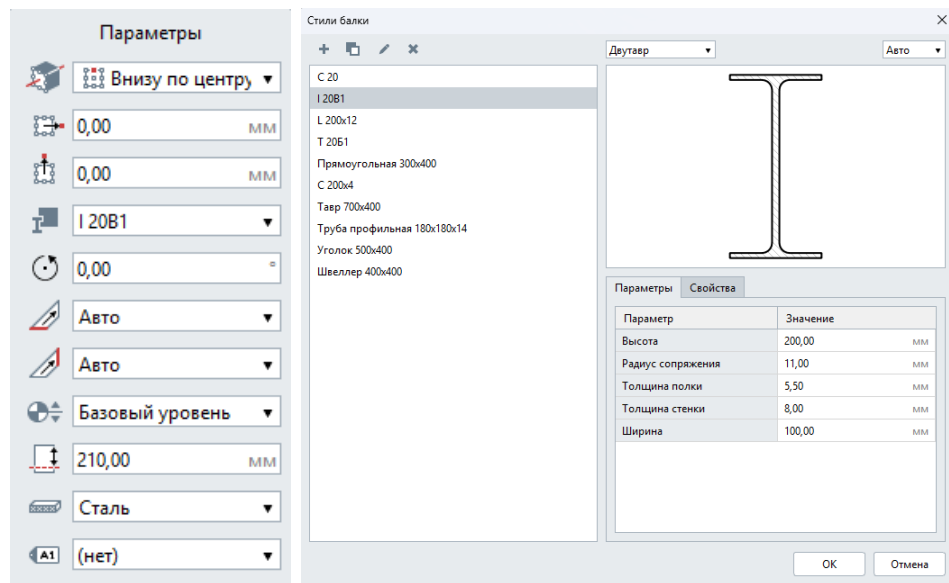 Параметры
Внизу по центру
0,00 мм
0,00 мм
I 20В1
0,00 °
Авто
Авто
Базовый уровень
210,00 мм
Сталь
A1 (нет)
Стили балки
Двутавр
Авто
C 20
I 20В1
L 200x12
T 20Б1
Прямоугольная 300x400
C 200x4
Тавр 700x400
Труба профильная 180x180x14
Уголок 500x400
Швеллер 400x400
Параметры Свойства
Параметр Значение
Высота 200,00 мм
Радиус сопряжения 11,00 мм
Толщина полки 5,50 мм
Толщина стенки 8,00 мм
Ширина 100,00 мм
ОК Отмена